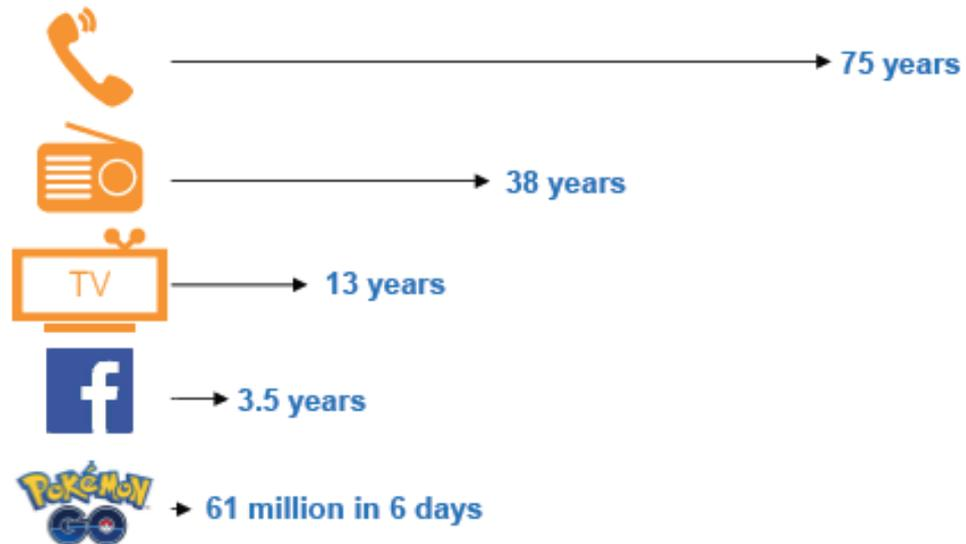 75 years
38 years
TV
13 years
f
3.5 years
POKéMON
GO
61 million in 6 days